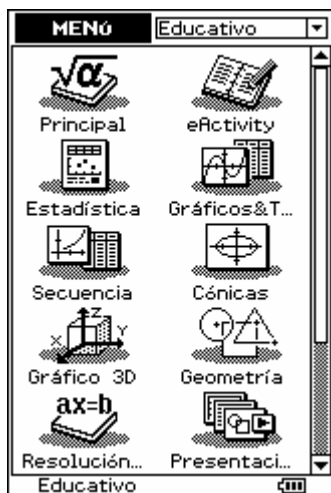 MENú Educativo
√α
Principal eActivity
Estadística Gráficos&T...
Secuencia Cónicas
Z
X Y
Gráfico 3D Geometría
ax=b
Resolución... Presentaci...
Educativo